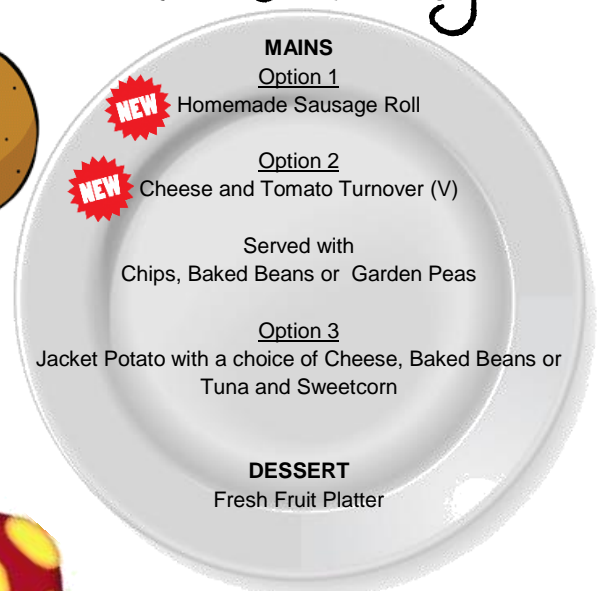 MAINS
Option 1
NEW Homemade Sausage Roll
Option 2
NEW Cheese and Tomato Turnover (V)
Served with
Chips, Baked Beans or Garden Peas
Option 3
Jacket Potato with a choice of Cheese, Baked Beans or
Tuna and Sweetcorn
DESSERT
Fresh Fruit Platter